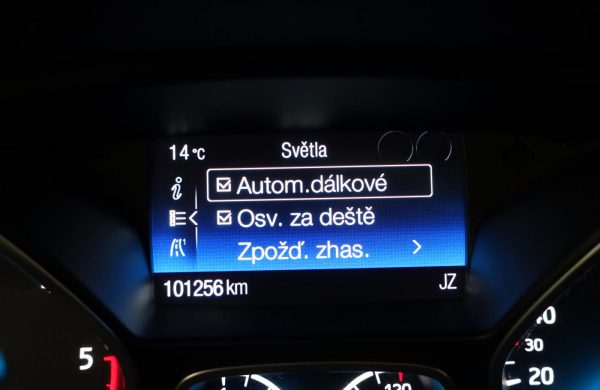 14°C Světla
Autom.dálkové
Osv. za deště
Zpožď. zhas.
101256 km JZ
5
120
40
30
20